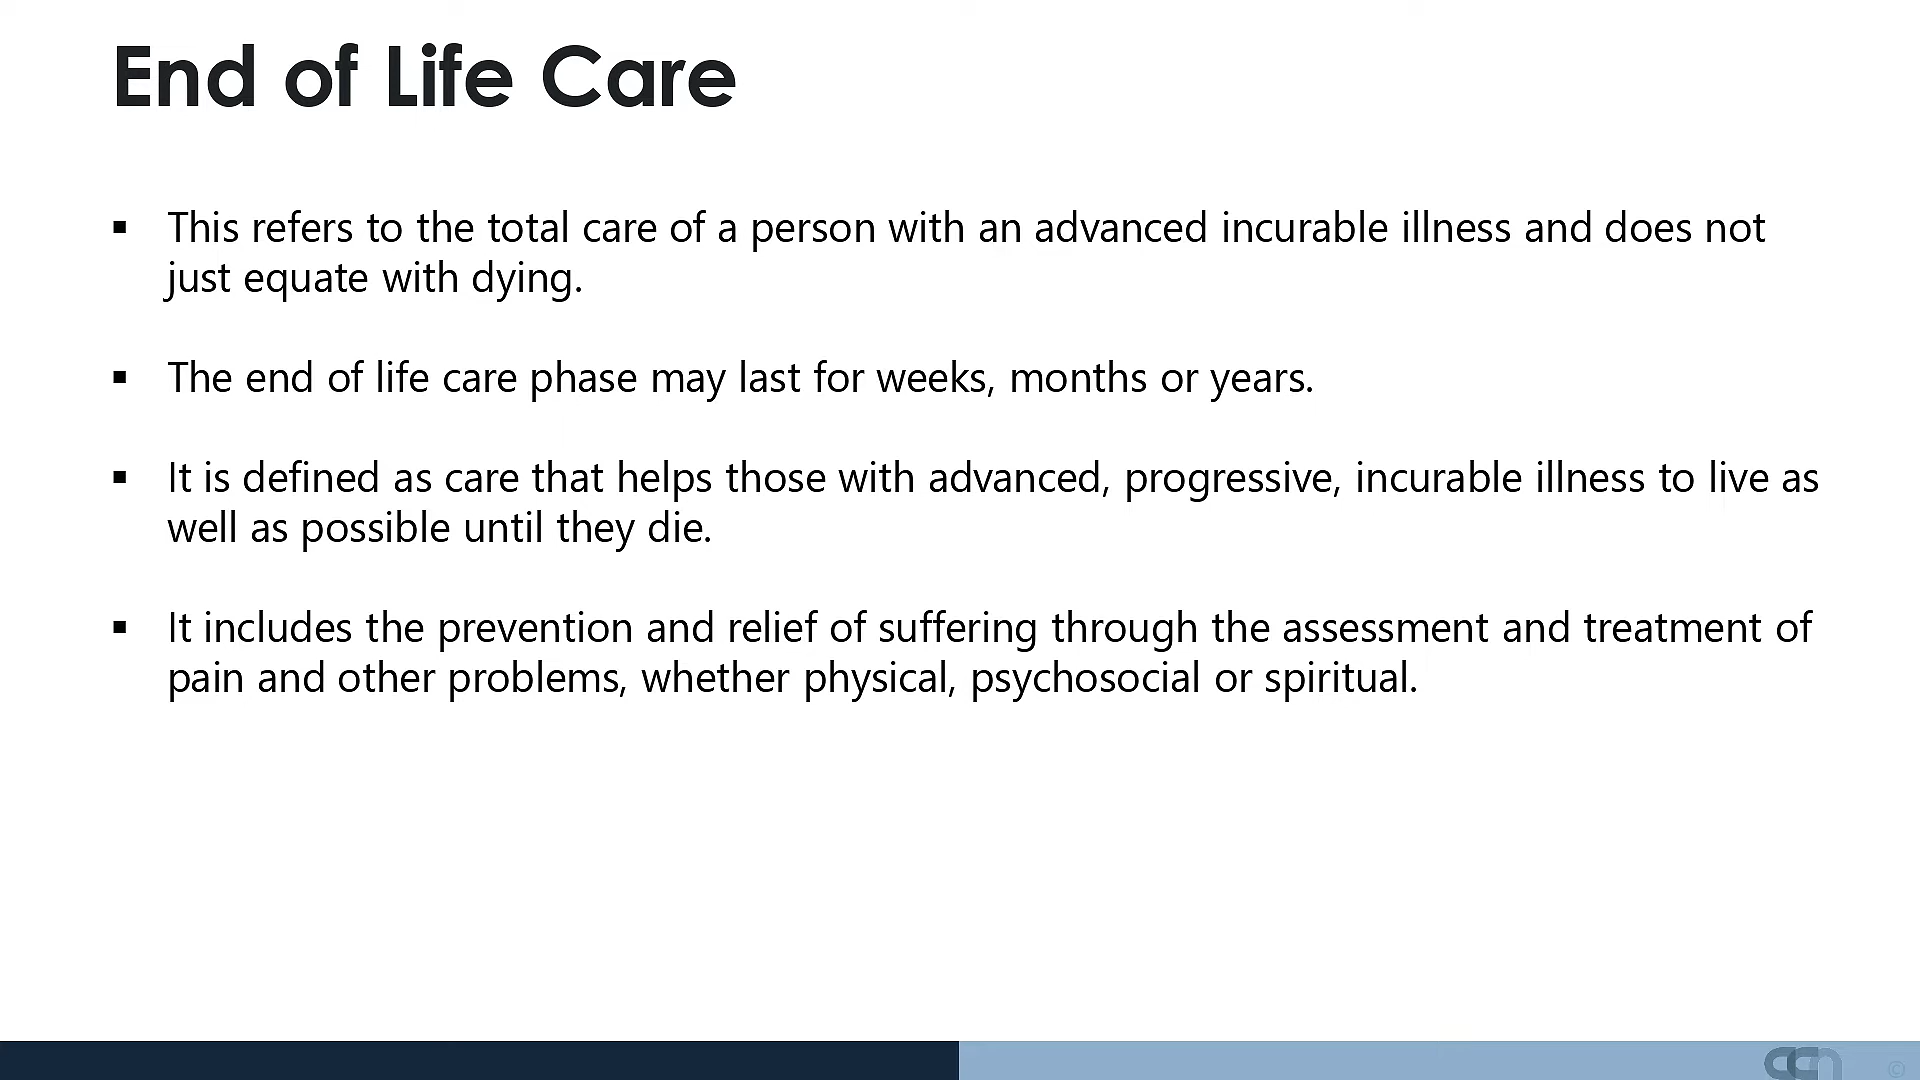 End of Life Care
▪ This refers to the total care of a person with an advanced incurable illness and does not
just equate with dying.
▪ The end of life care phase may last for weeks, months or years.
▪ It is defined as care that helps those with advanced, progressive, incurable illness to live as
well as possible until they die.
▪ It includes the prevention and relief of suffering through the assessment and treatment of
pain and other problems, whether physical, psychosocial or spiritual.
ccn ©